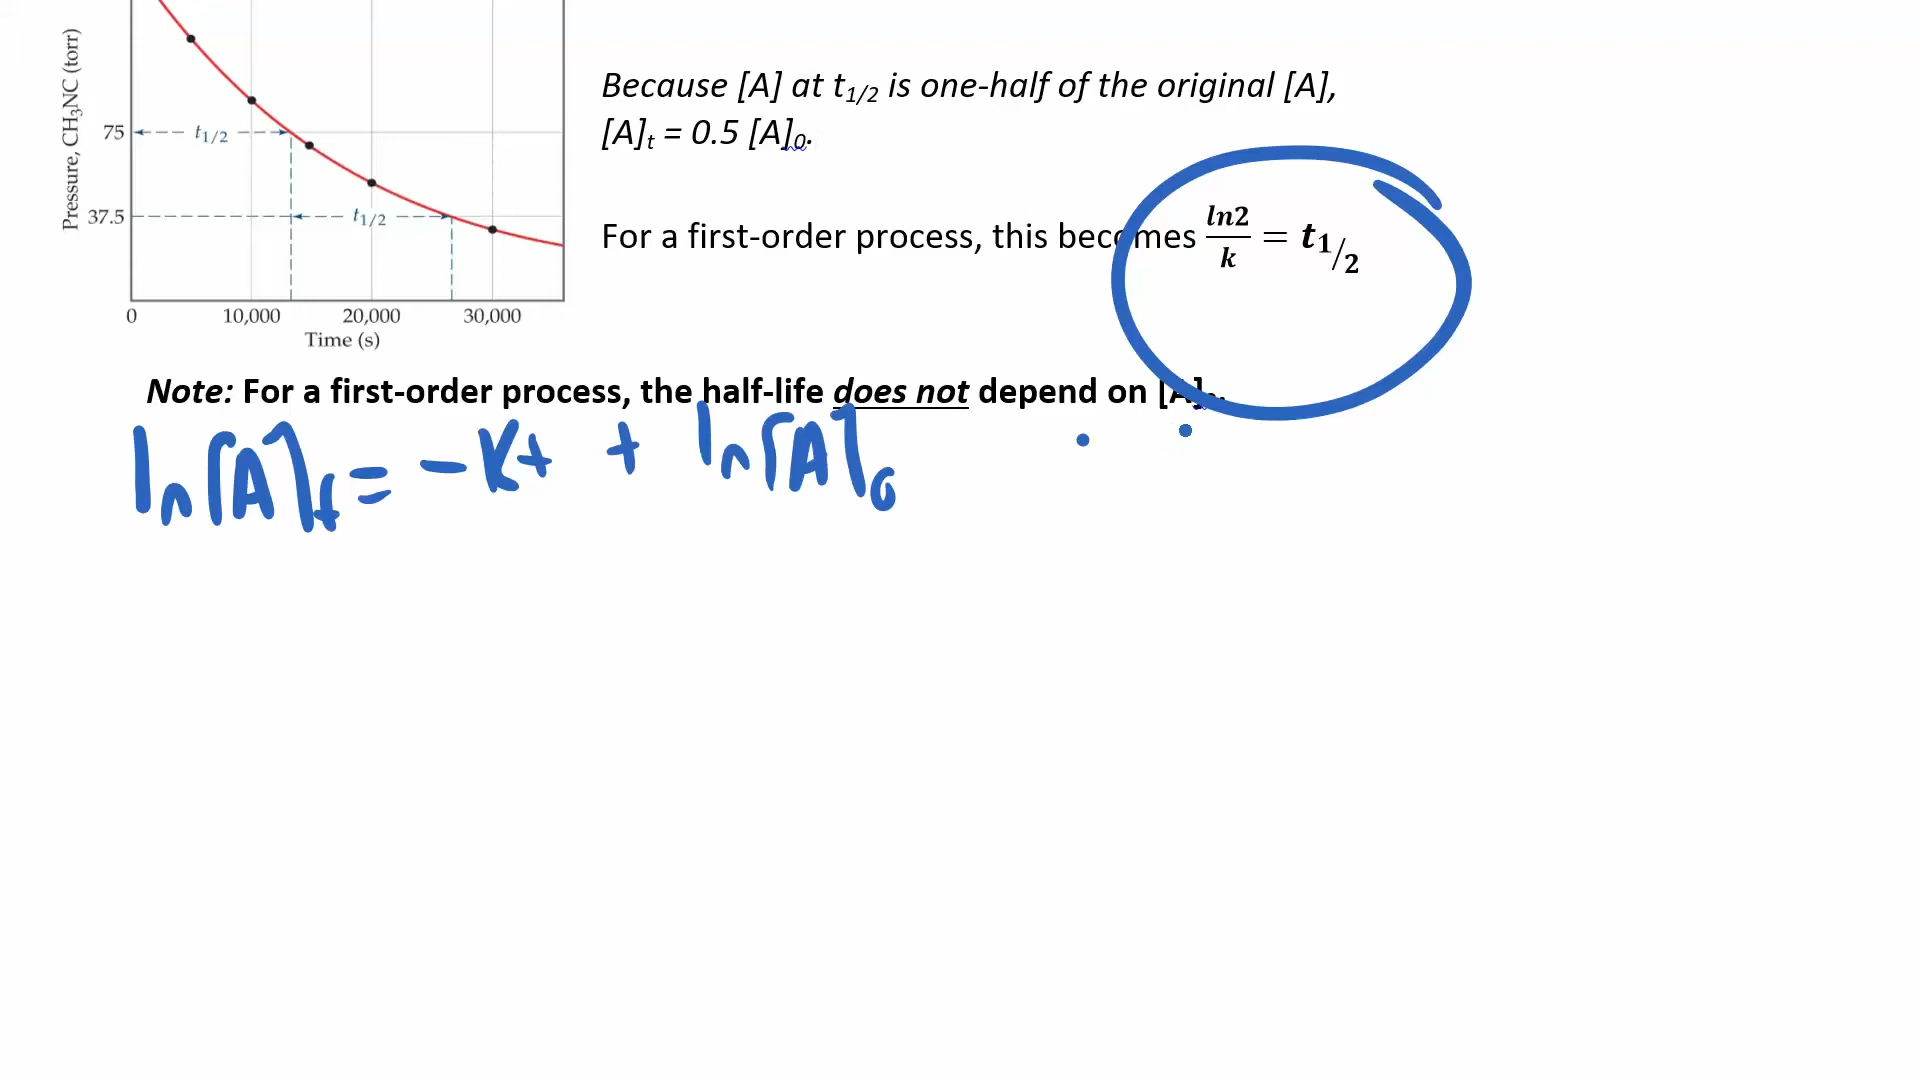 Pressure, CH₃NC (torr)
75
t₁/₂
37.5
t₁/₂
0 10,000 20,000 30,000
Time (s)
Because [A] at t₁/₂ is one-half of the original [A],
[A]ₜ = 0.5 [A]₀.
For a first-order process, this becomes ln2/k = t₁/₂
Note: For a first-order process, the half-life does not depend on [A]₀.
ln[A]ₜ = -kt + ln[A]₀